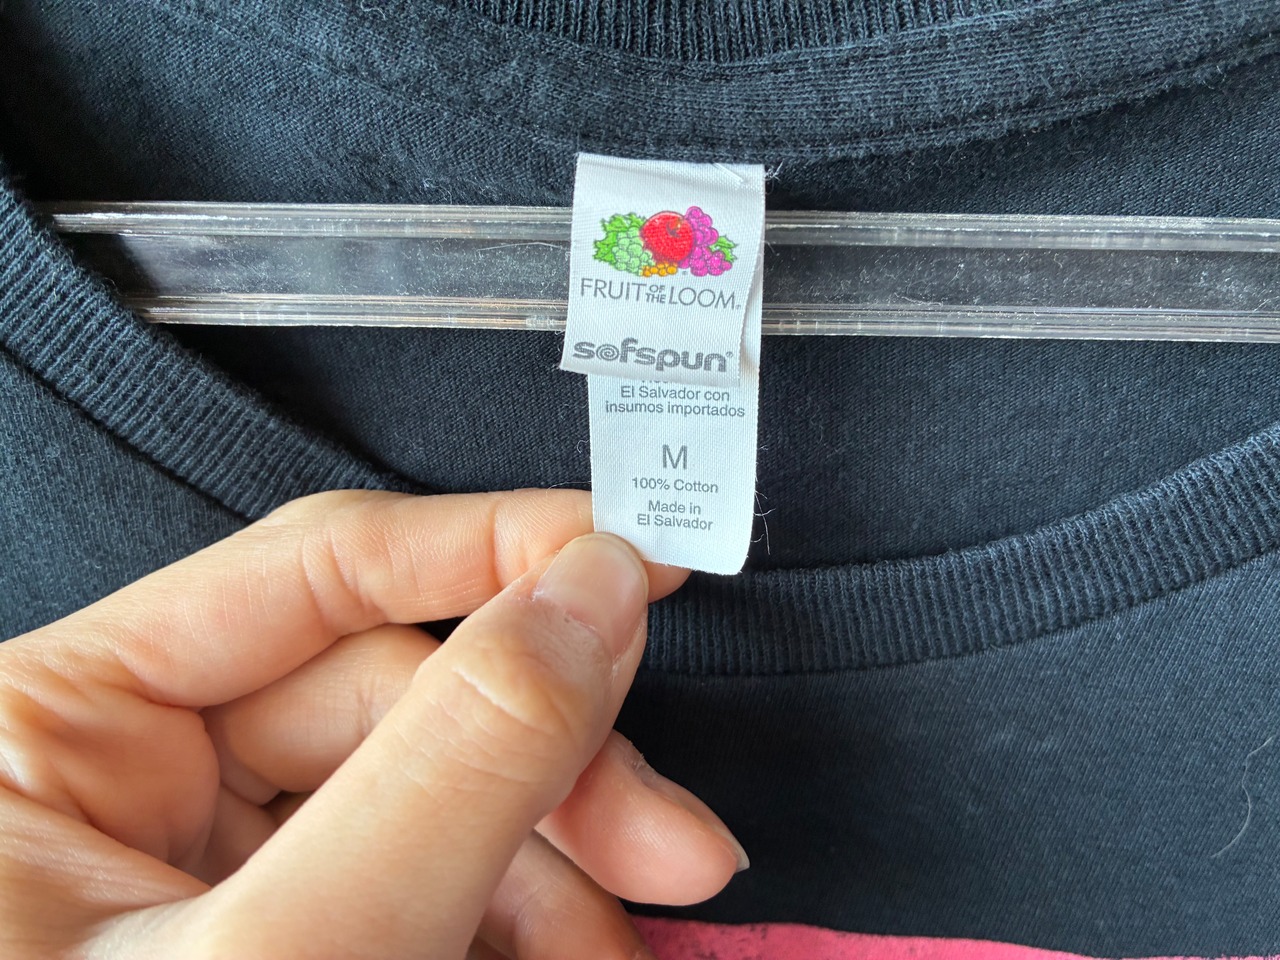 FRUIT OF THE LOOM®
sofspun®
El Salvador con
insumos importados
M
100% Cotton
Made in
El Salvador